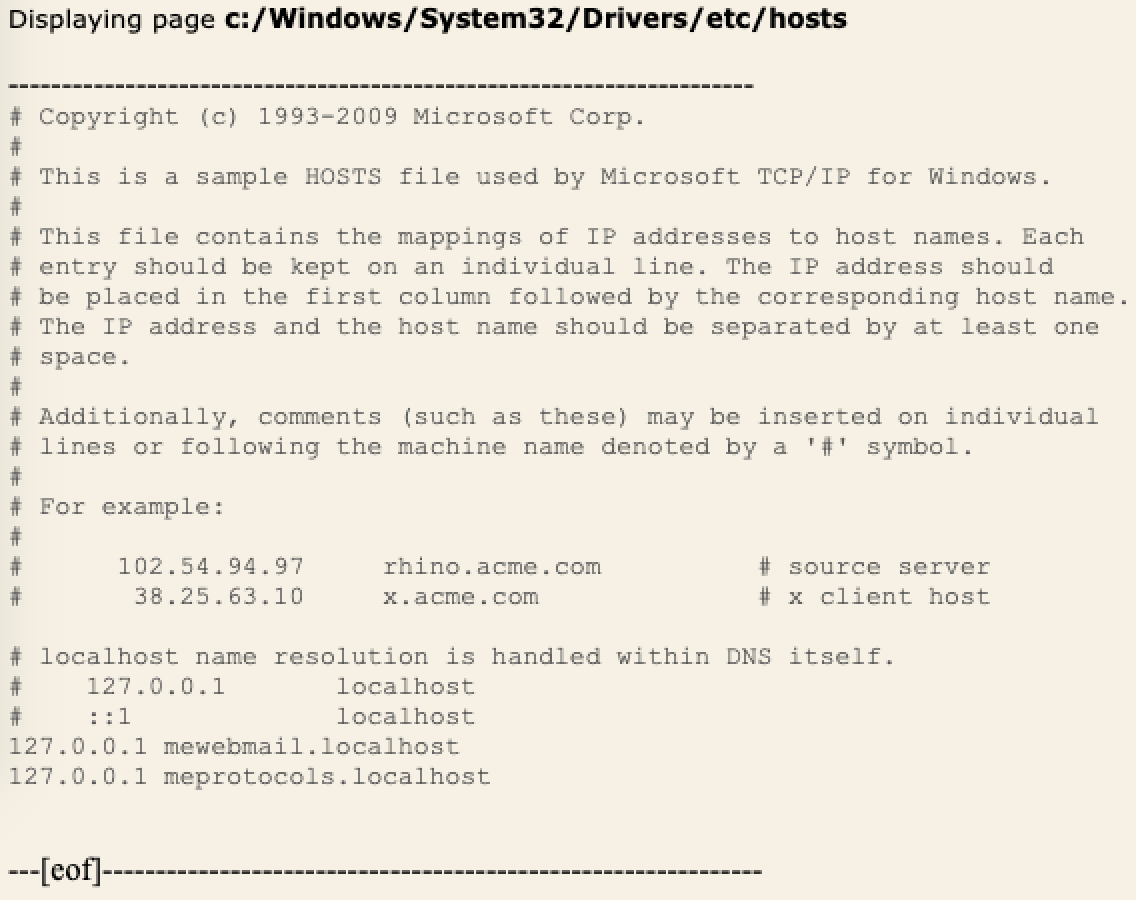 Displaying page c:/Windows/System32/Drivers/etc/hosts
-----------------------------------------------------------------------
# Copyright (c) 1993-2009 Microsoft Corp.
#
# This is a sample HOSTS file used by Microsoft TCP/IP for Windows.
#
# This file contains the mappings of IP addresses to host names. Each
# entry should be kept on an individual line. The IP address should
# be placed in the first column followed by the corresponding host name.
# The IP address and the host name should be separated by at least one
# space.
#
# Additionally, comments (such as these) may be inserted on individual
# lines or following the machine name denoted by a '#' symbol.
#
# For example:
#
#      102.54.94.97     rhino.acme.com          # source server
#       38.25.63.10     x.acme.com              # x client host
# localhost name resolution is handled within DNS itself.
#    127.0.0.1       localhost
#    ::1             localhost
127.0.0.1 mewebmail.localhost
127.0.0.1 meprotocols.localhost
---[eof]---------------------------------------------------------------